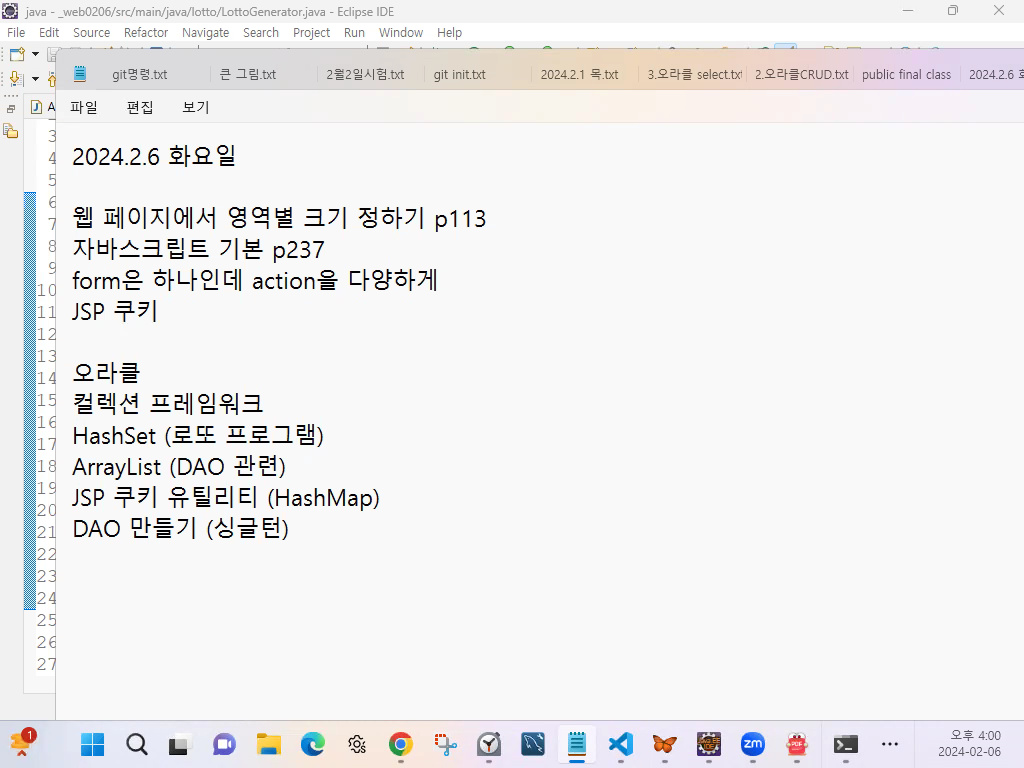 java - _web0206/src/main/java/lotto/LottoGenerator.java - Eclipse IDE
File Edit Source Refactor Navigate Search Project Run Window Help
git명령.txt 큰 그림.txt 2월2일시험.txt git init.txt 2024.2.1 목.txt 3.오라클 select.txt 2.오라클CRUD.txt public final class 2024.2.6
파일 편집 보기
A
2024.2.6 화요일
웹 페이지에서 영역별 크기 정하기 p113
자바스크립트 기본 p237
form은 하나인데 action을 다양하게
JSP 쿠키
오라클
컬렉션 프레임워크
HashSet (로또 프로그램)
ArrayList (DAO 관련)
JSP 쿠키 유틸리티 (HashMap)
DAO 만들기 (싱글턴)
3
4
5
6
7
8
9
10
11
12
13
14
15
16
17
18
19
20
21
22
23
24
25
26
27
1
EE
IDE
zm
PDF
오후 4:00
2024-02-06